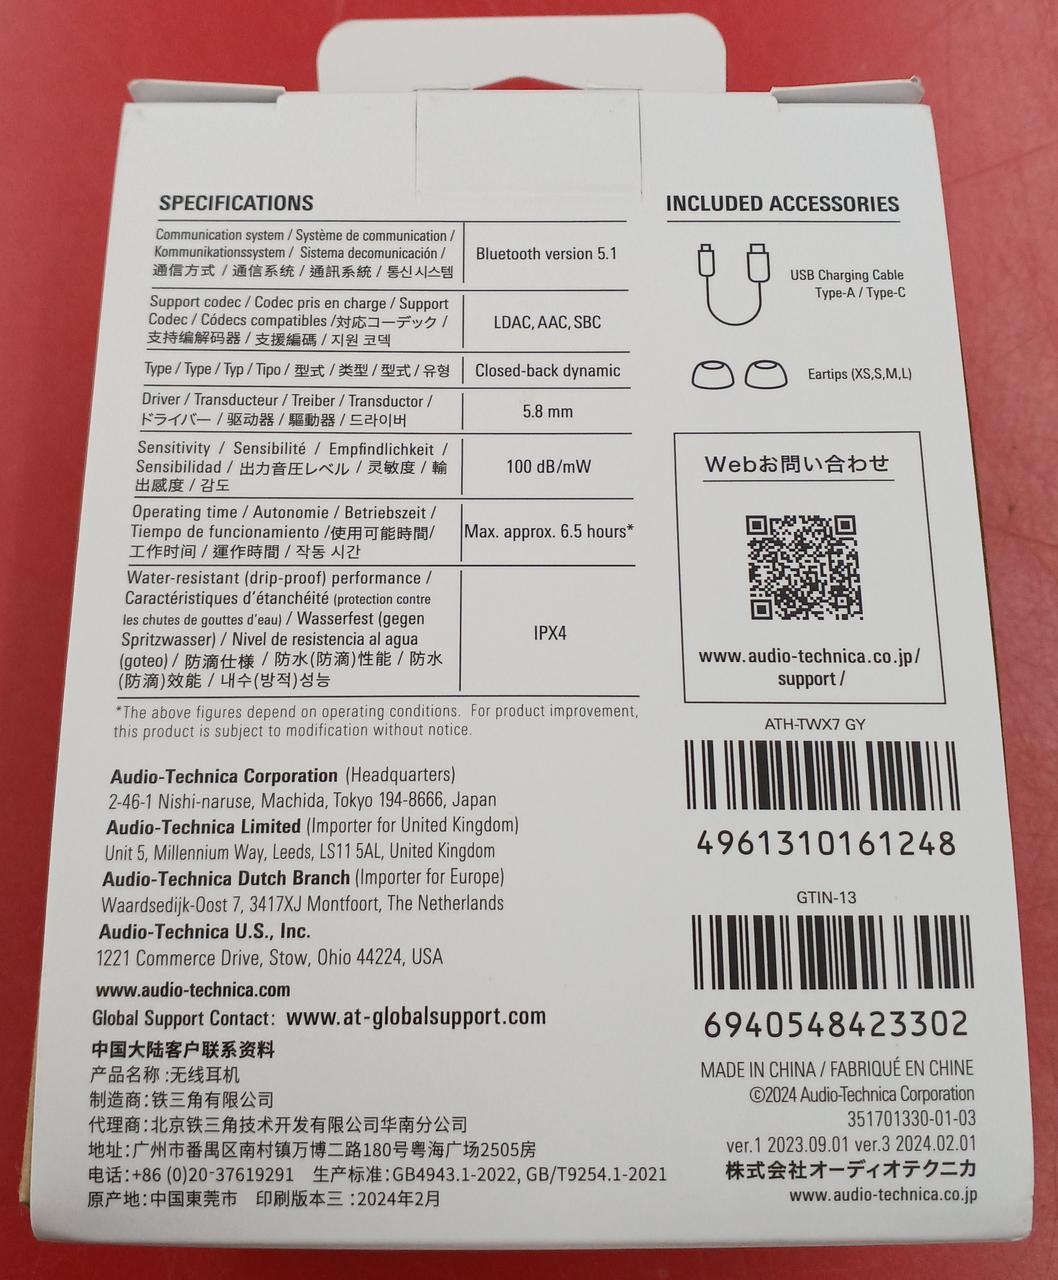 SPECIFICATIONS
Communication system / Système de communication /
Kommunikationssystem / Sistema decomunicación /
通信方式 / 通信系统 / 通訊系統 / 통신 시스템
Bluetooth version 5.1
Support codec / Codec pris en charge / Support
Codec / Códecs compatibles /対応コーデック /
支持编解码器 / 支援編碼 / 지원 코덱
LDAC, AAC, SBC
Type / Type / Typ / Tipo / 型式 / 类型 / 型式 / 유형
Closed-back dynamic
Driver / Transducteur / Treiber / Transductor /
ドライバー / 驱动器 / 驅動器 / 드라이버
5.8 mm
Sensitivity / Sensibilité / Empfindlichkeit /
Sensibilidad / 出力音圧レベル / 灵敏度 / 輸
出感度 / 감도
100 dB/mW
Operating time / Autonomie / Betriebszeit /
Tiempo de funcionamiento /使用可能時間/
工作时间 / 運作時間 / 작동 시간
Max. approx. 6.5 hours*
Water-resistant (drip-proof) performance /
Caractéristiques d'étanchéité (protection contre
les chutes de gouttes d'eau) / Wasserfest (gegen
Spritzwasser) / Nivel de resistencia al agua
(goteo) / 防滴仕様 / 防水(防滴)性能 / 防水
(防滴)效能 / 내수(방적)성능
IPX4
*The above figures depend on operating conditions. For product improvement,
this product is subject to modification without notice.
Audio-Technica Corporation (Headquarters)
2-46-1 Nishi-naruse, Machida, Tokyo 194-8666, Japan
Audio-Technica Limited (Importer for United Kingdom)
Unit 5, Millennium Way, Leeds, LS11 5AL, United Kingdom
Audio-Technica Dutch Branch (Importer for Europe)
Waardsedijk-Oost 7, 3417XJ Montfoort, The Netherlands
Audio-Technica U.S., Inc.
1221 Commerce Drive, Stow, Ohio 44224, USA
www.audio-technica.com
Global Support Contact: www.at-globalsupport.com
中国大陆客户联系资料
产品名称 :无线耳机
制造商:铁三角有限公司
代理商:北京铁三角技术开发有限公司华南分公司
地址:广州市番禺区南村镇万博二路180号粤海广场2505房
电话:+86 (0)20-37619291 生产标准:GB4943.1-2022, GB/T9254.1-2021
原产地:中国東莞市 印刷版本三 :2024年2月
INCLUDED ACCESSORIES
USB Charging Cable
Type-A / Type-C
Eartips (XS,S,M,L)
Webお問い合わせ
www.audio-technica.co.jp/
support /
ATH-TWX7 GY
4961310161248
GTIN-13
6940548423302
MADE IN CHINA / FABRIQUÉ EN CHINE
©2024 Audio-Technica Corporation
351701330-01-03
ver.1 2023.09.01 ver.3 2024.02.01
株式会社オーディオテクニカ
www.audio-technica.co.jp